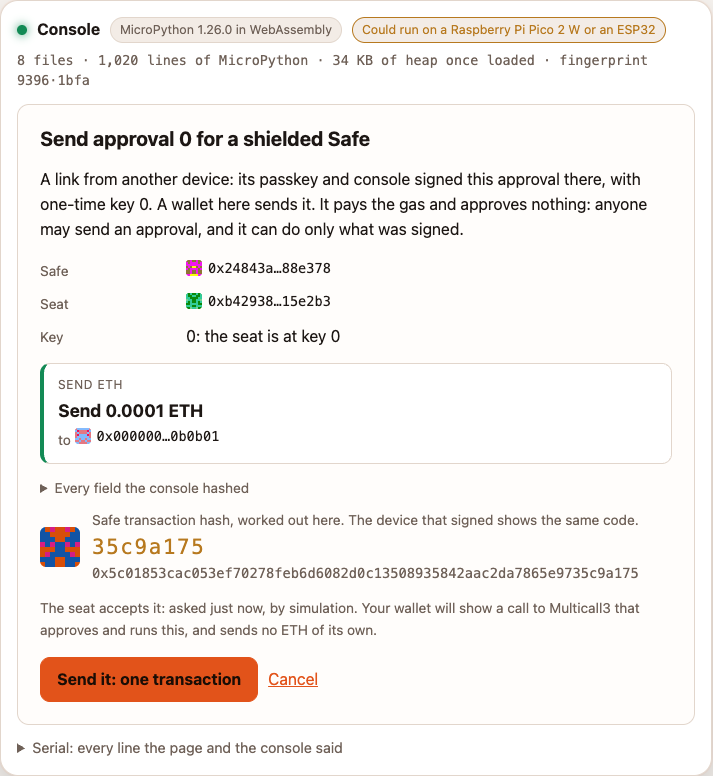 Console MicroPython 1.26.0 in WebAssembly Could run on a Raspberry Pi Pico 2 W or an ESP32
8 files · 1,020 lines of MicroPython · 34 KB of heap once loaded · fingerprint
9396·1bfa
Send approval 0 for a shielded Safe
A link from another device: its passkey and console signed this approval there, with
one-time key 0. A wallet here sends it. It pays the gas and approves nothing: anyone
may send an approval, and it can do only what was signed.
Safe 0x24843a…88e378
Seat 0xb42938…15e2b3
Key 0: the seat is at key 0
SEND ETH
Send 0.0001 ETH
to 0x000000…0b0b01
Every field the console hashed
Safe transaction hash, worked out here. The device that signed shows the same code.
35c9a175
0x5c01853cac053ef70278feb6d6082d0c13508935842aac2da7865e9735c9a175
The seat accepts it: asked just now, by simulation. Your wallet will show a call to Multicall3 that
approves and runs this, and sends no ETH of its own.
Send it: one transaction Cancel
Serial: every line the page and the console said